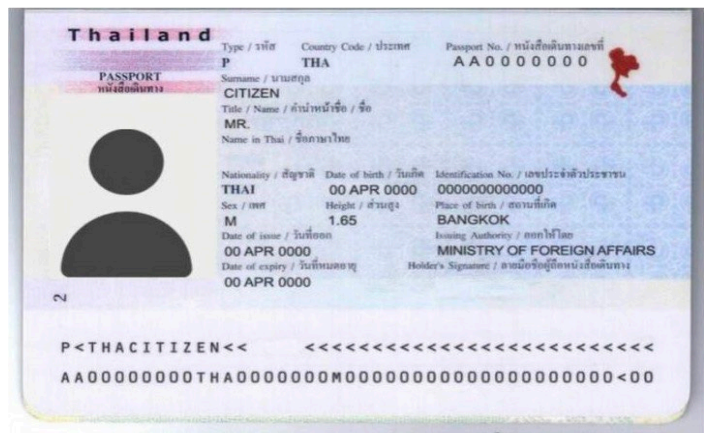 Thailand
PASSPORT
หนังสือเดินทาง
Type / รหัส Country Code / ประเทศ Passport No. / หนังสือเดินทางเลขที่
P THA AA0000000
Surname / นามสกุล
CITIZEN
Title / Name / คำนำหน้าชื่อ / ชื่อ
MR.
Name in Thai / ชื่อภาษาไทย
Nationality / สัญชาติ Date of birth / วันเกิด Identification No. / เลขประจำตัวประชาชน
THAI 00 APR 0000 0000000000000
Sex / เพศ Height / ส่วนสูง Place of birth / สถานที่เกิด
M 1.65 BANGKOK
Date of issue / วันที่ออก Issuing Authority / ออกให้โดย
00 APR 0000 MINISTRY OF FOREIGN AFFAIRS
Date of expiry / วันที่หมดอายุ Holder's Signature / ลายมือชื่อผู้ถือหนังสือเดินทาง
00 APR 0000
2
P<THACITIZEN<< <<<<<<<<<<<<<<<<<<<<<<<<<<
AA00000000THA0000000M0000000000000000000000<00